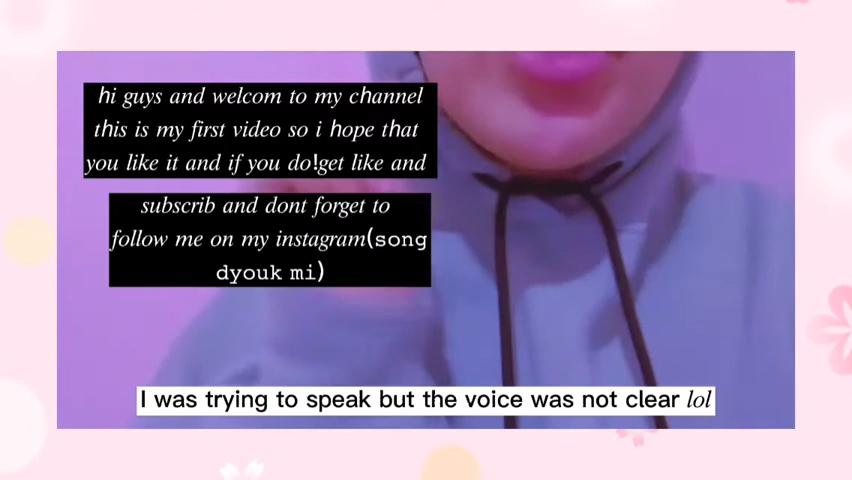 hi guys and welcom to my channel
this is my first video so i hope that
you like it and if you do!get like and
subscrib and dont forget to
follow me on my instagram(song
dyouk mi)
I was trying to speak but the voice was not clear lol